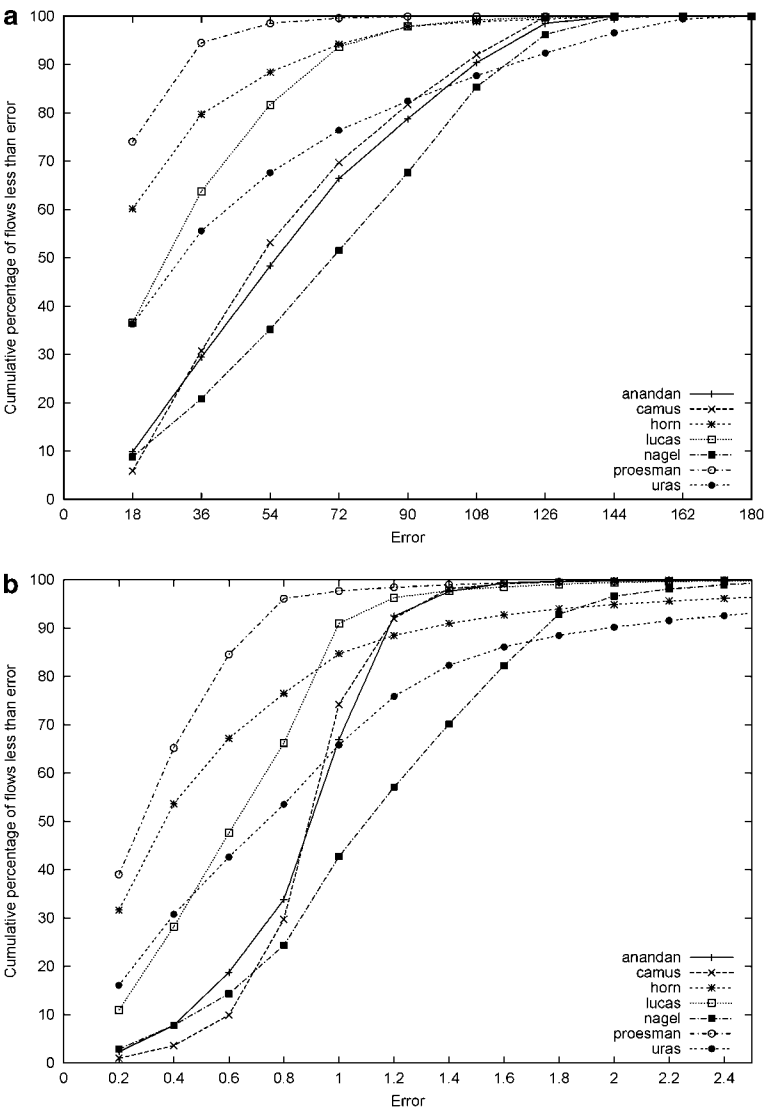 a
100
90
80
70
60
50
40
30
20
10
0
Cumulative percentage of flows less than error
anandan
camus
horn
lucas
nagel
proesman
uras
0 18 36 54 72 90 108 126 144 162 180
Error
b
100
90
80
70
60
50
40
30
20
10
0
Cumulative percentage of flows less than error
anandan
camus
horn
lucas
nagel
proesman
uras
0 0.2 0.4 0.6 0.8 1 1.2 1.4 1.6 1.8 2 2.2 2.4
Error